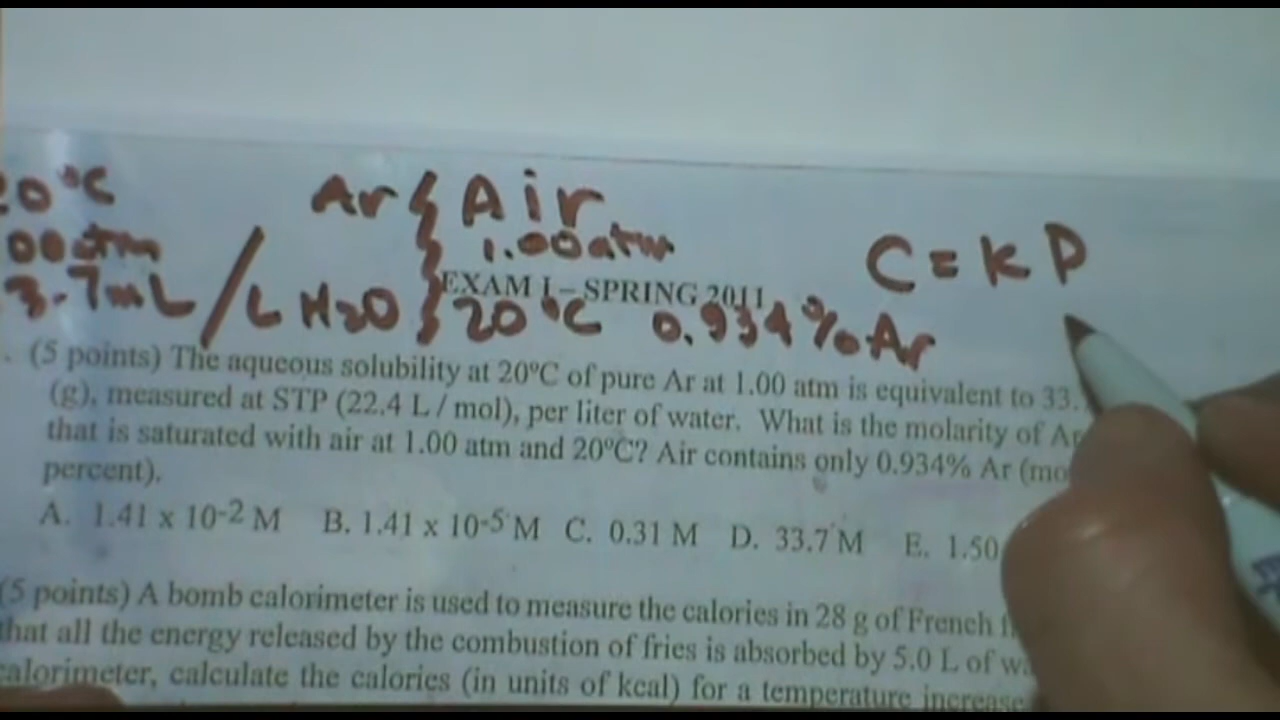 20°C Ar { Air
00 atm 1.00 atm C = K P
3.7 mL / L H2O 20°C 0.934% Ar
EXAM I – SPRING 2011
. (5 points) The aqueous solubility at 20°C of pure Ar at 1.00 atm is equivalent to 33.
(g), measured at STP (22.4 L / mol), per liter of water. What is the molarity of Ar
that is saturated with air at 1.00 atm and 20°C? Air contains only 0.934% Ar (mo
percent).
A. 1.41 x 10-2 M B. 1.41 x 10-5 M C. 0.31 M D. 33.7 M E. 1.50
(5 points) A bomb calorimeter is used to measure the calories in 28 g of French f
that all the energy released by the combustion of fries is absorbed by 5.0 L of wa
calorimeter, calculate the calories (in units of kcal) for a temperature increase